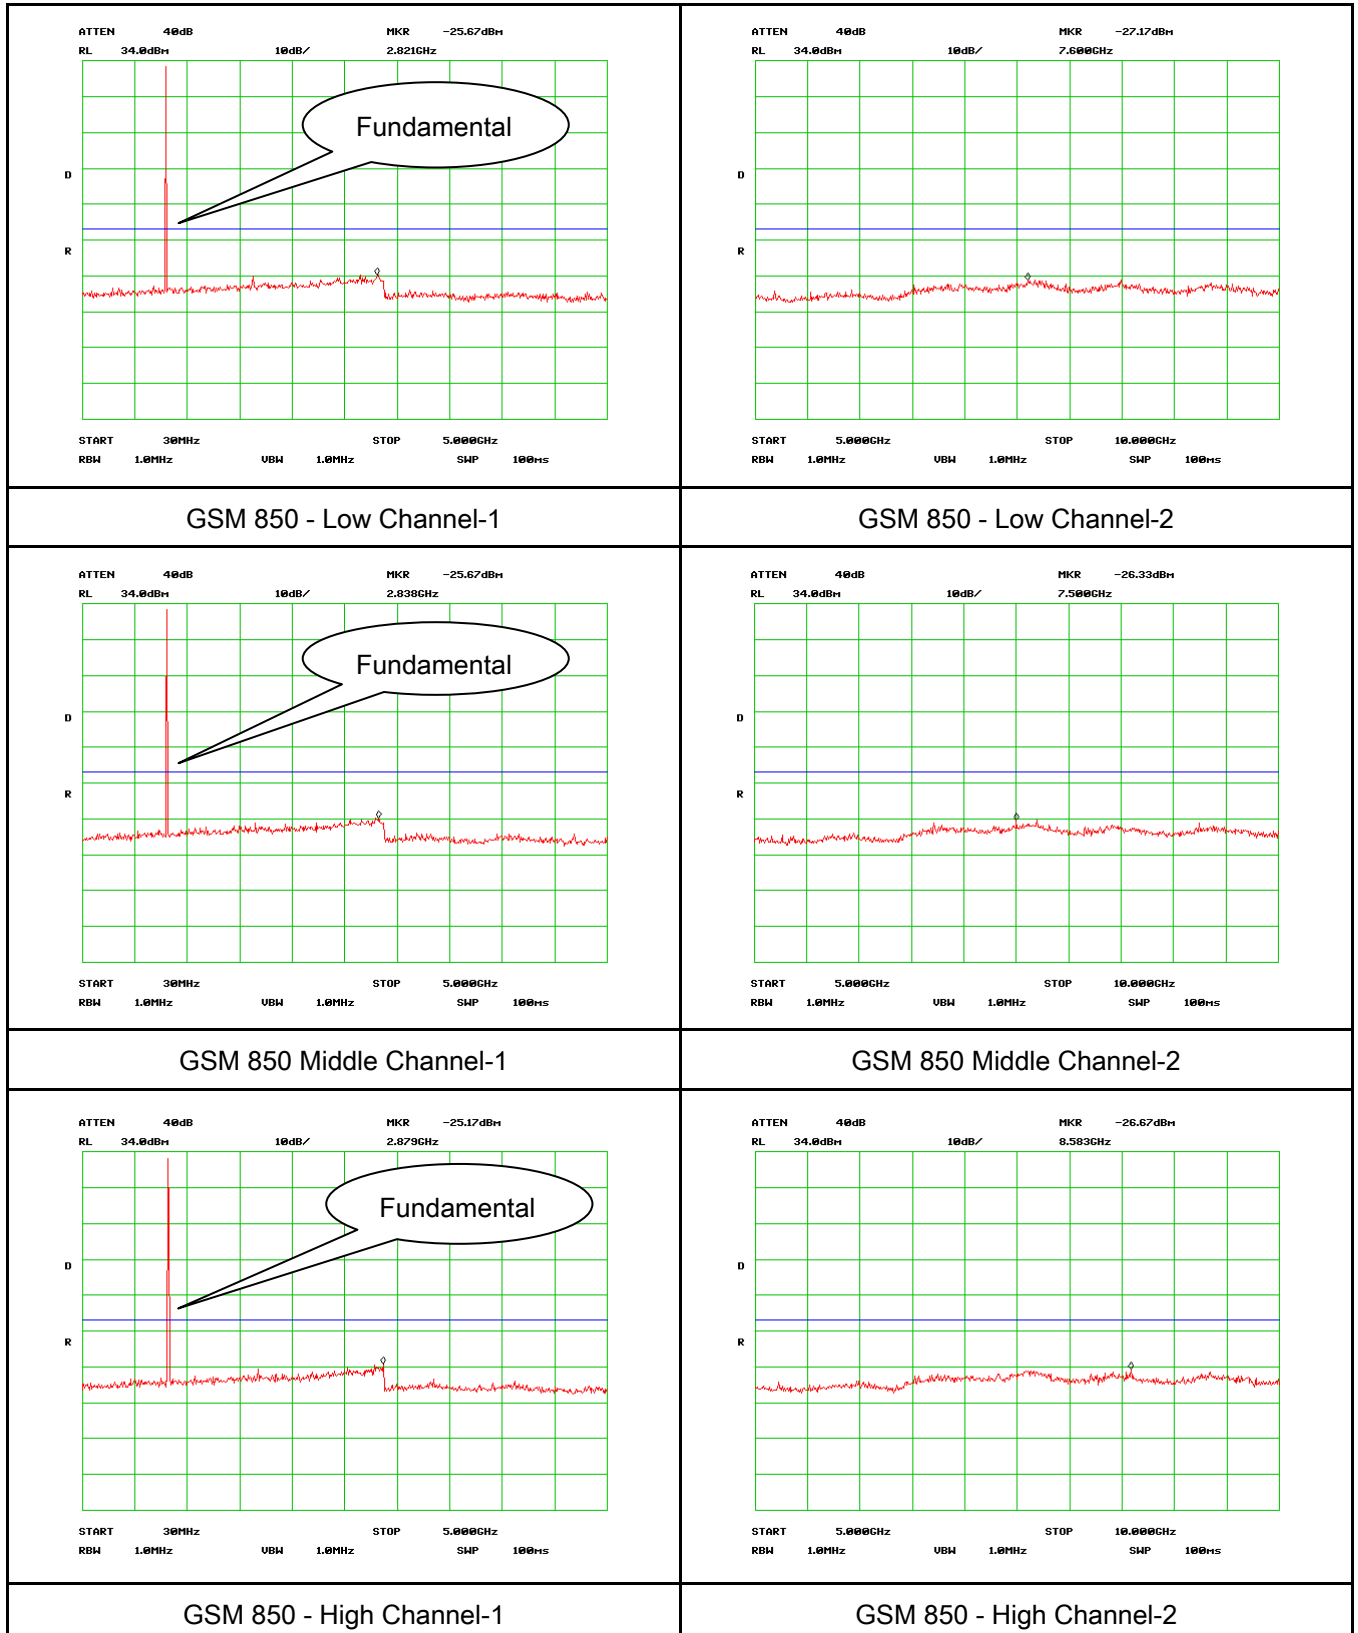 ATTEN 40dB MKR -25.67dBm
RL 34.0dBm 10dB/ 2.821GHz
Fundamental
D
R
START 30MHz STOP 5.000GHz
RBW 1.0MHz VBW 1.0MHz SWP 100ms
ATTEN 40dB MKR -27.17dBm
RL 34.0dBm 10dB/ 7.600GHz
D
R
START 5.000GHz STOP 10.000GHz
RBW 1.0MHz VBW 1.0MHz SWP 100ms
GSM 850 - Low Channel-1
GSM 850 - Low Channel-2
ATTEN 40dB MKR -25.67dBm
RL 34.0dBm 10dB/ 2.838GHz
Fundamental
D
R
START 30MHz STOP 5.000GHz
RBW 1.0MHz VBW 1.0MHz SWP 100ms
ATTEN 40dB MKR -26.33dBm
RL 34.0dBm 10dB/ 7.500GHz
D
R
START 5.000GHz STOP 10.000GHz
RBW 1.0MHz VBW 1.0MHz SWP 100ms
GSM 850 Middle Channel-1
GSM 850 Middle Channel-2
ATTEN 40dB MKR -25.17dBm
RL 34.0dBm 10dB/ 2.879GHz
Fundamental
D
R
START 30MHz STOP 5.000GHz
RBW 1.0MHz VBW 1.0MHz SWP 100ms
ATTEN 40dB MKR -26.67dBm
RL 34.0dBm 10dB/ 8.583GHz
D
R
START 5.000GHz STOP 10.000GHz
RBW 1.0MHz VBW 1.0MHz SWP 100ms
GSM 850 - High Channel-1
GSM 850 - High Channel-2